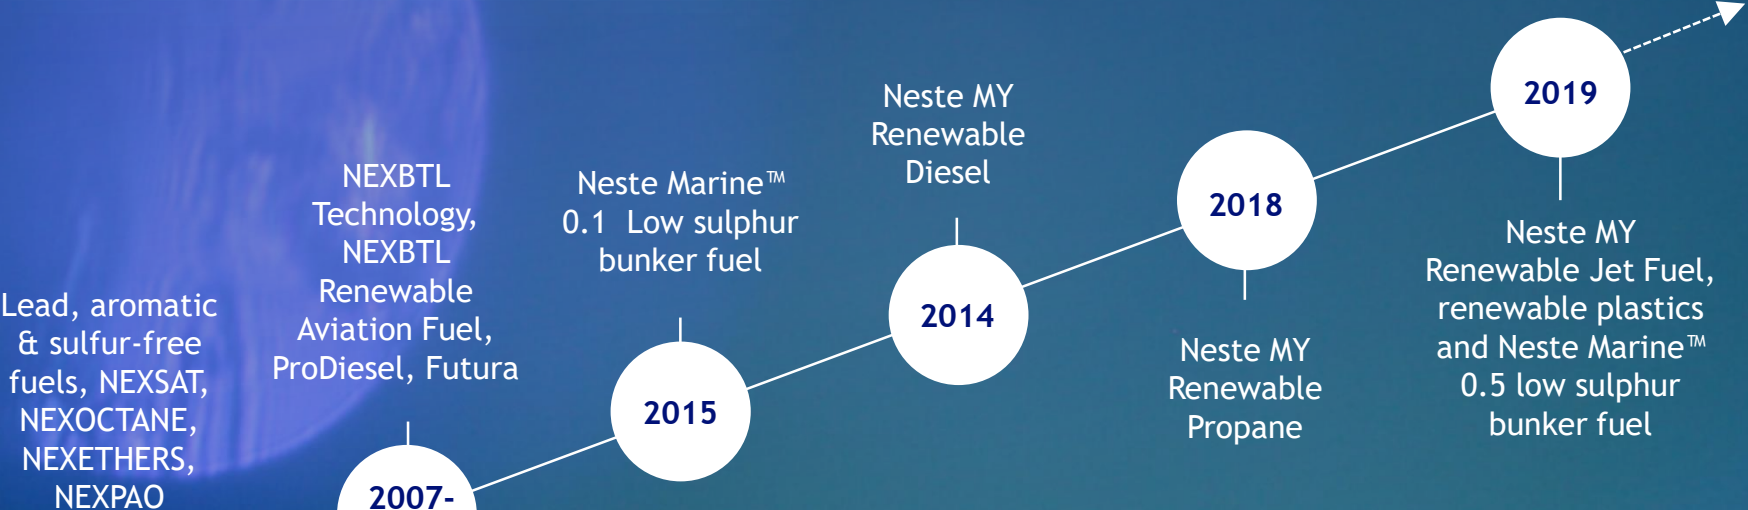 Lead, aromatic
& sulfur-free
fuels, NEXSAT,
NEXOCTANE,
NEXETHERS,
NEXPAO
NEXBTL
Technology,
NEXBTL
Renewable
Aviation Fuel,
ProDiesel, Futura
2007-
Neste Marine™
0.1 Low sulphur
bunker fuel
2015
Neste MY
Renewable
Diesel
2014
2018
Neste MY
Renewable
Propane
2019
Neste MY
Renewable Jet Fuel,
renewable plastics
and Neste Marine™
0.5 low sulphur
bunker fuel